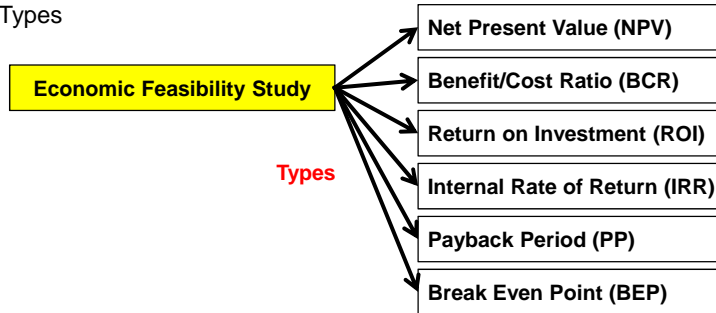 Types
Economic Feasibility Study
Types
Net Present Value (NPV)
Benefit/Cost Ratio (BCR)
Return on Investment (ROI)
Internal Rate of Return (IRR)
Payback Period (PP)
Break Even Point (BEP)